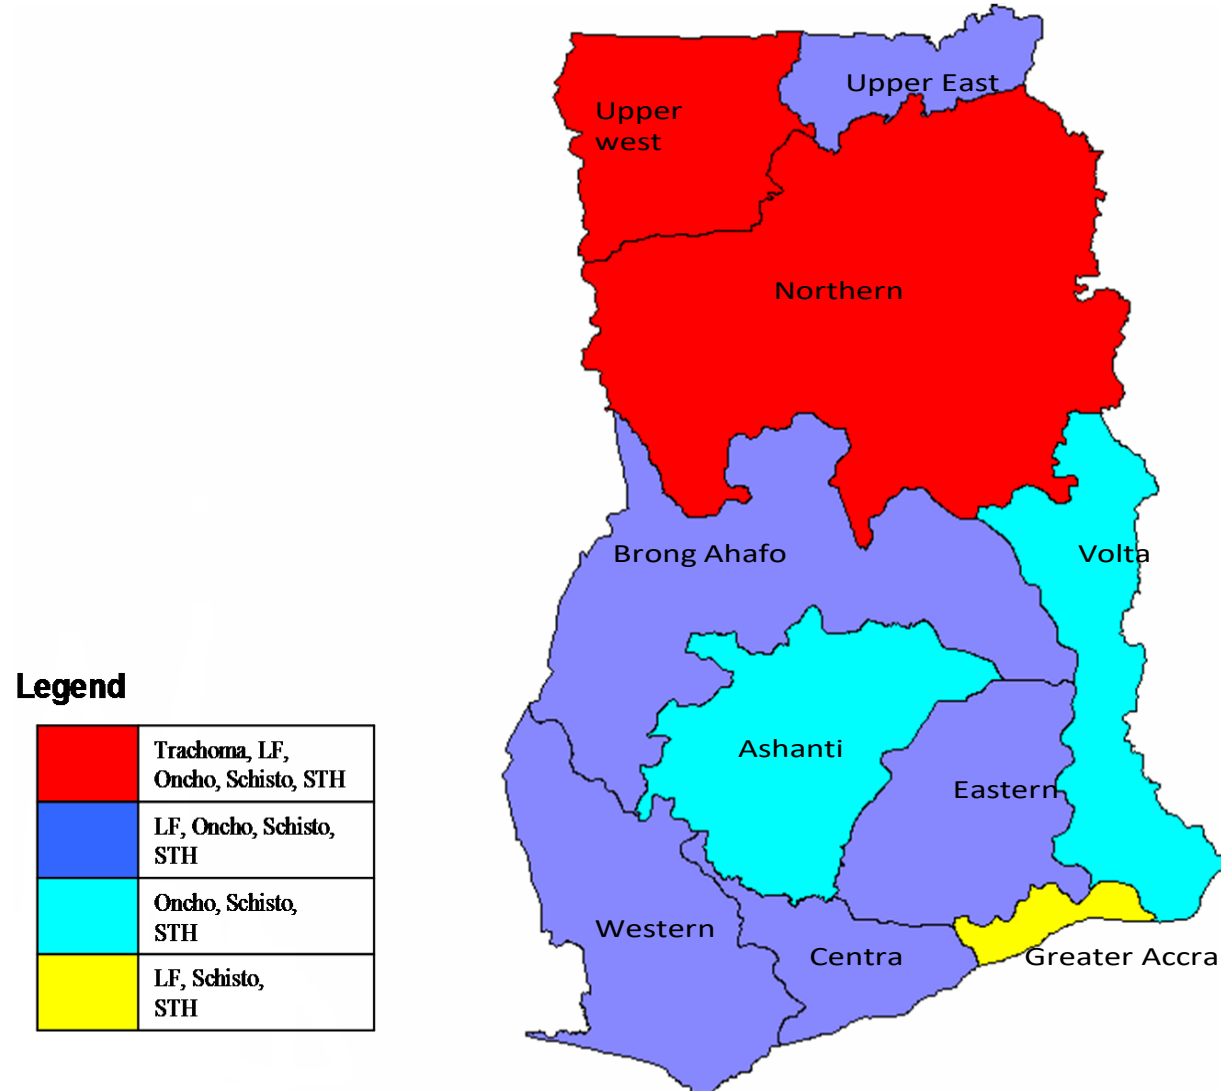 Upper East
Upper
west
Northern
Brong Ahafo
Volta
Ashanti
Eastern
Western
Centra
Greater Accra
Legend
Trachoma, LF,
Oncho, Schisto, STH
LF, Oncho, Schisto,
STH
Oncho, Schisto,
STH
LF, Schisto,
STH